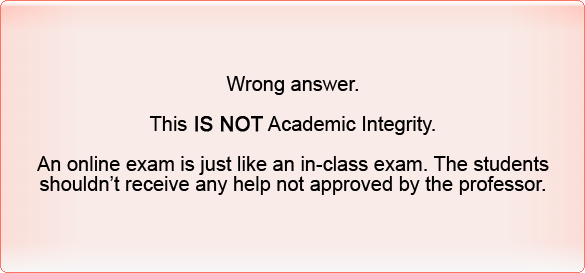 Wrong answer.
This IS NOT Academic Integrity.
An online exam is just like an in-class exam. The students
shouldn’t receive any help not approved by the professor.